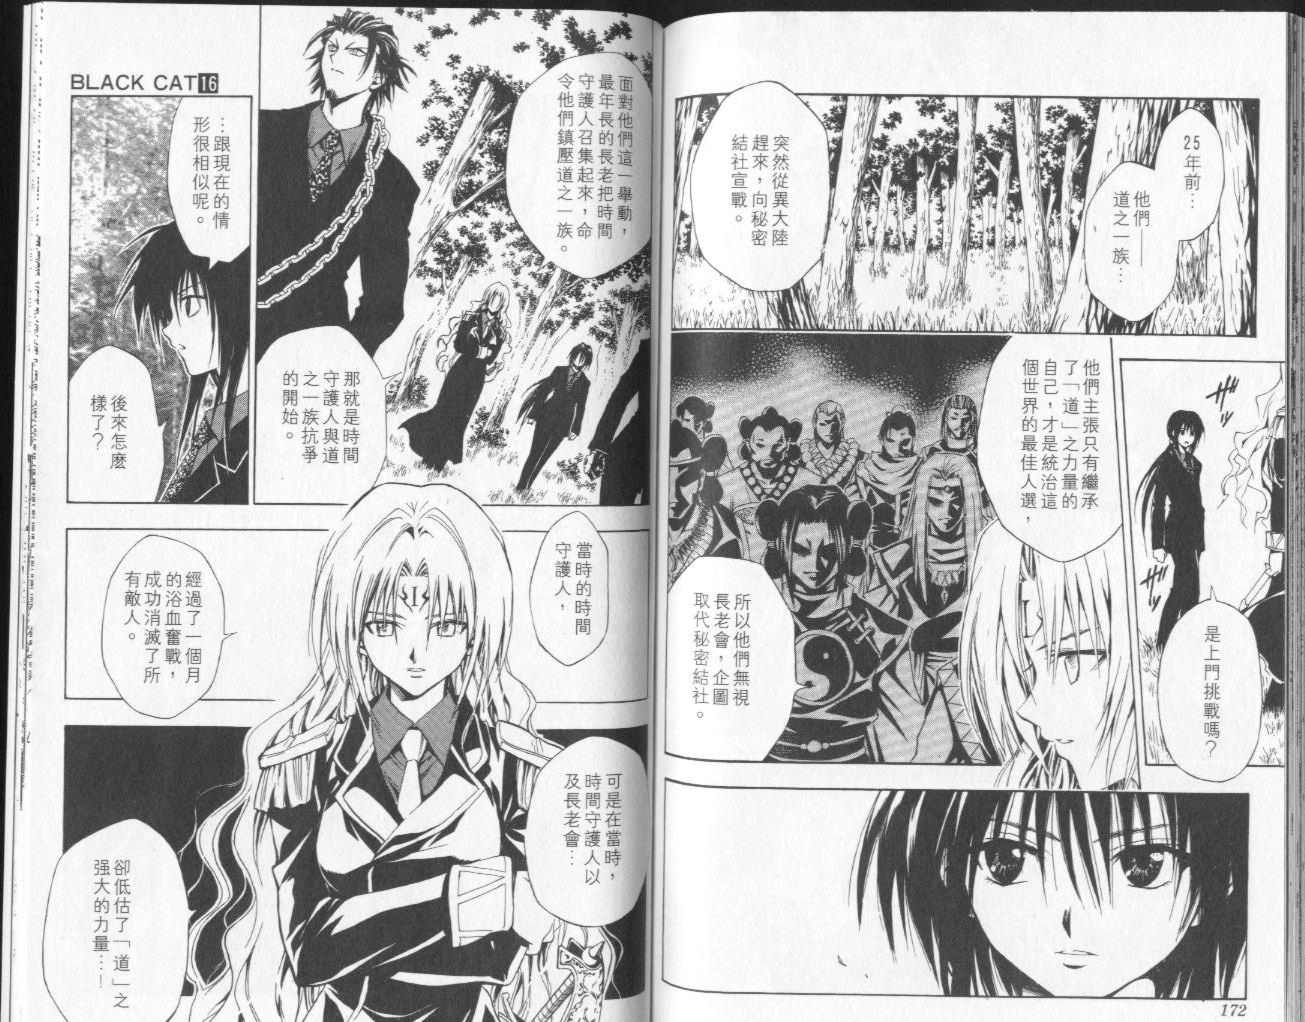 25年前…
他們——
道之一族…
突然從異大陸
趕來，向秘密
結社宣戰。
是上門挑戰嗎？
他們主張只有繼承
了「道」之力量的
自己，才是統治這
個世界的最佳人選，
所以他們無視
長老會，企圖
取代秘密結社。
172
BLACK CAT 16
面對他們這一舉動，
最年長的長老把時間
守護人召集起來，命
令他們鎮壓道之一族。
那就是時間
守護人與道
之一族抗爭
的開始。
…跟現在的情
形很相似呢。
後來怎麼
樣了？
當時的時間
守護人，
I
經過了一個月
的浴血奮戰，
成功消滅了所
有敵人。
可是在當時，
時間守護人以
及長老會…
卻低估了「道」之
强大的力量…！